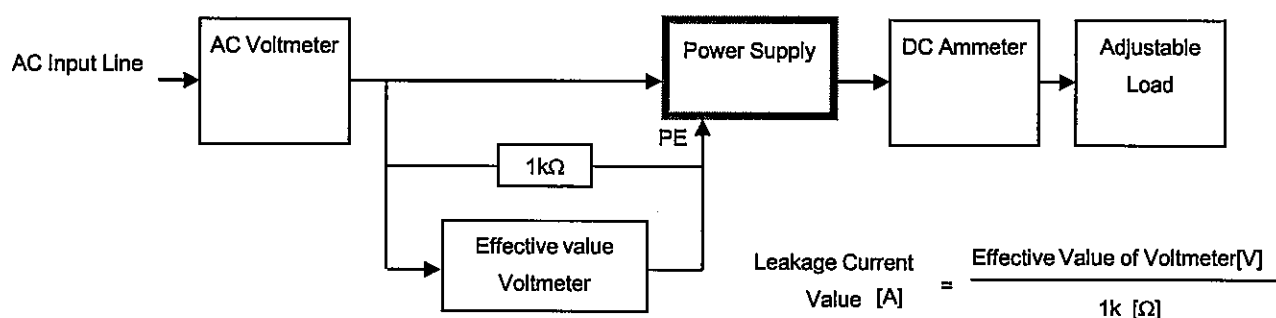 AC Input Line
AC Voltmeter
Power Supply
DC Ammeter
Adjustable
Load
PE
1kΩ
Effective value
Voltmeter
Leakage Current
Value [A]
=
Effective Value of Voltmeter[V]
1k [Ω]